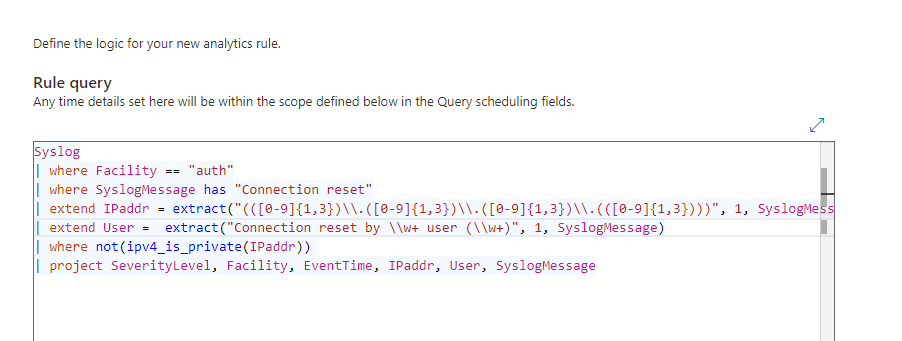 Define the logic for your new analytics rule.
Rule query
Any time details set here will be within the scope defined below in the Query scheduling fields.
Syslog
| where Facility == "auth"
| where SyslogMessage has "Connection reset"
| extend IPaddr = extract("(([0-9]{1,3})\\.([0-9]{1,3})\\.([0-9]{1,3})\\.(([0-9]{1,3})))", 1, SyslogMess
| extend User =  extract("Connection reset by \\w+ user (\\w+)", 1, SyslogMessage)
| where not(ipv4_is_private(IPaddr))
| project SeverityLevel, Facility, EventTime, IPaddr, User, SyslogMessage